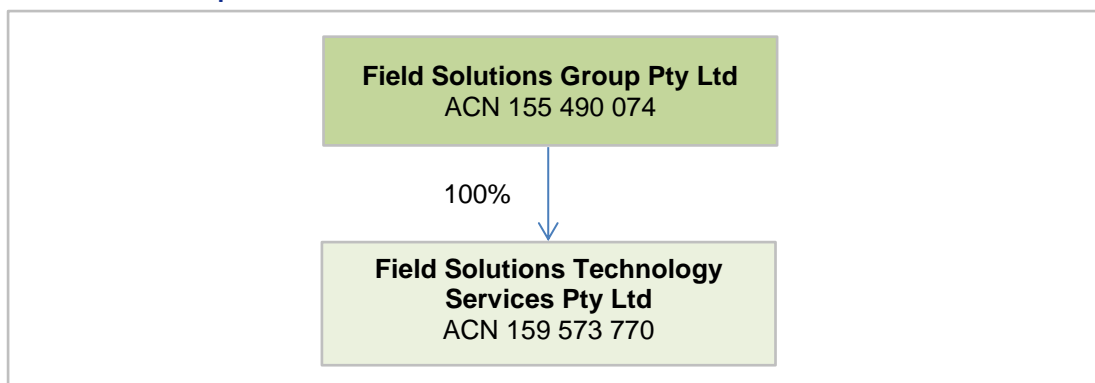 Field Solutions Group Pty Ltd
ACN 155 490 074
100%
Field Solutions Technology
Services Pty Ltd
ACN 159 573 770